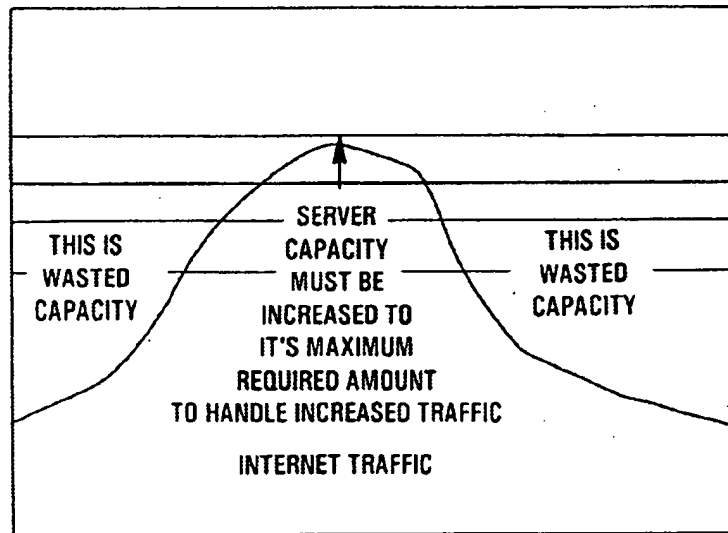 THIS IS
WASTED
CAPACITY
SERVER
CAPACITY
MUST BE
INCREASED TO
IT'S MAXIMUM
REQUIRED AMOUNT
TO HANDLE INCREASED TRAFFIC
THIS IS
WASTED
CAPACITY
INTERNET TRAFFIC